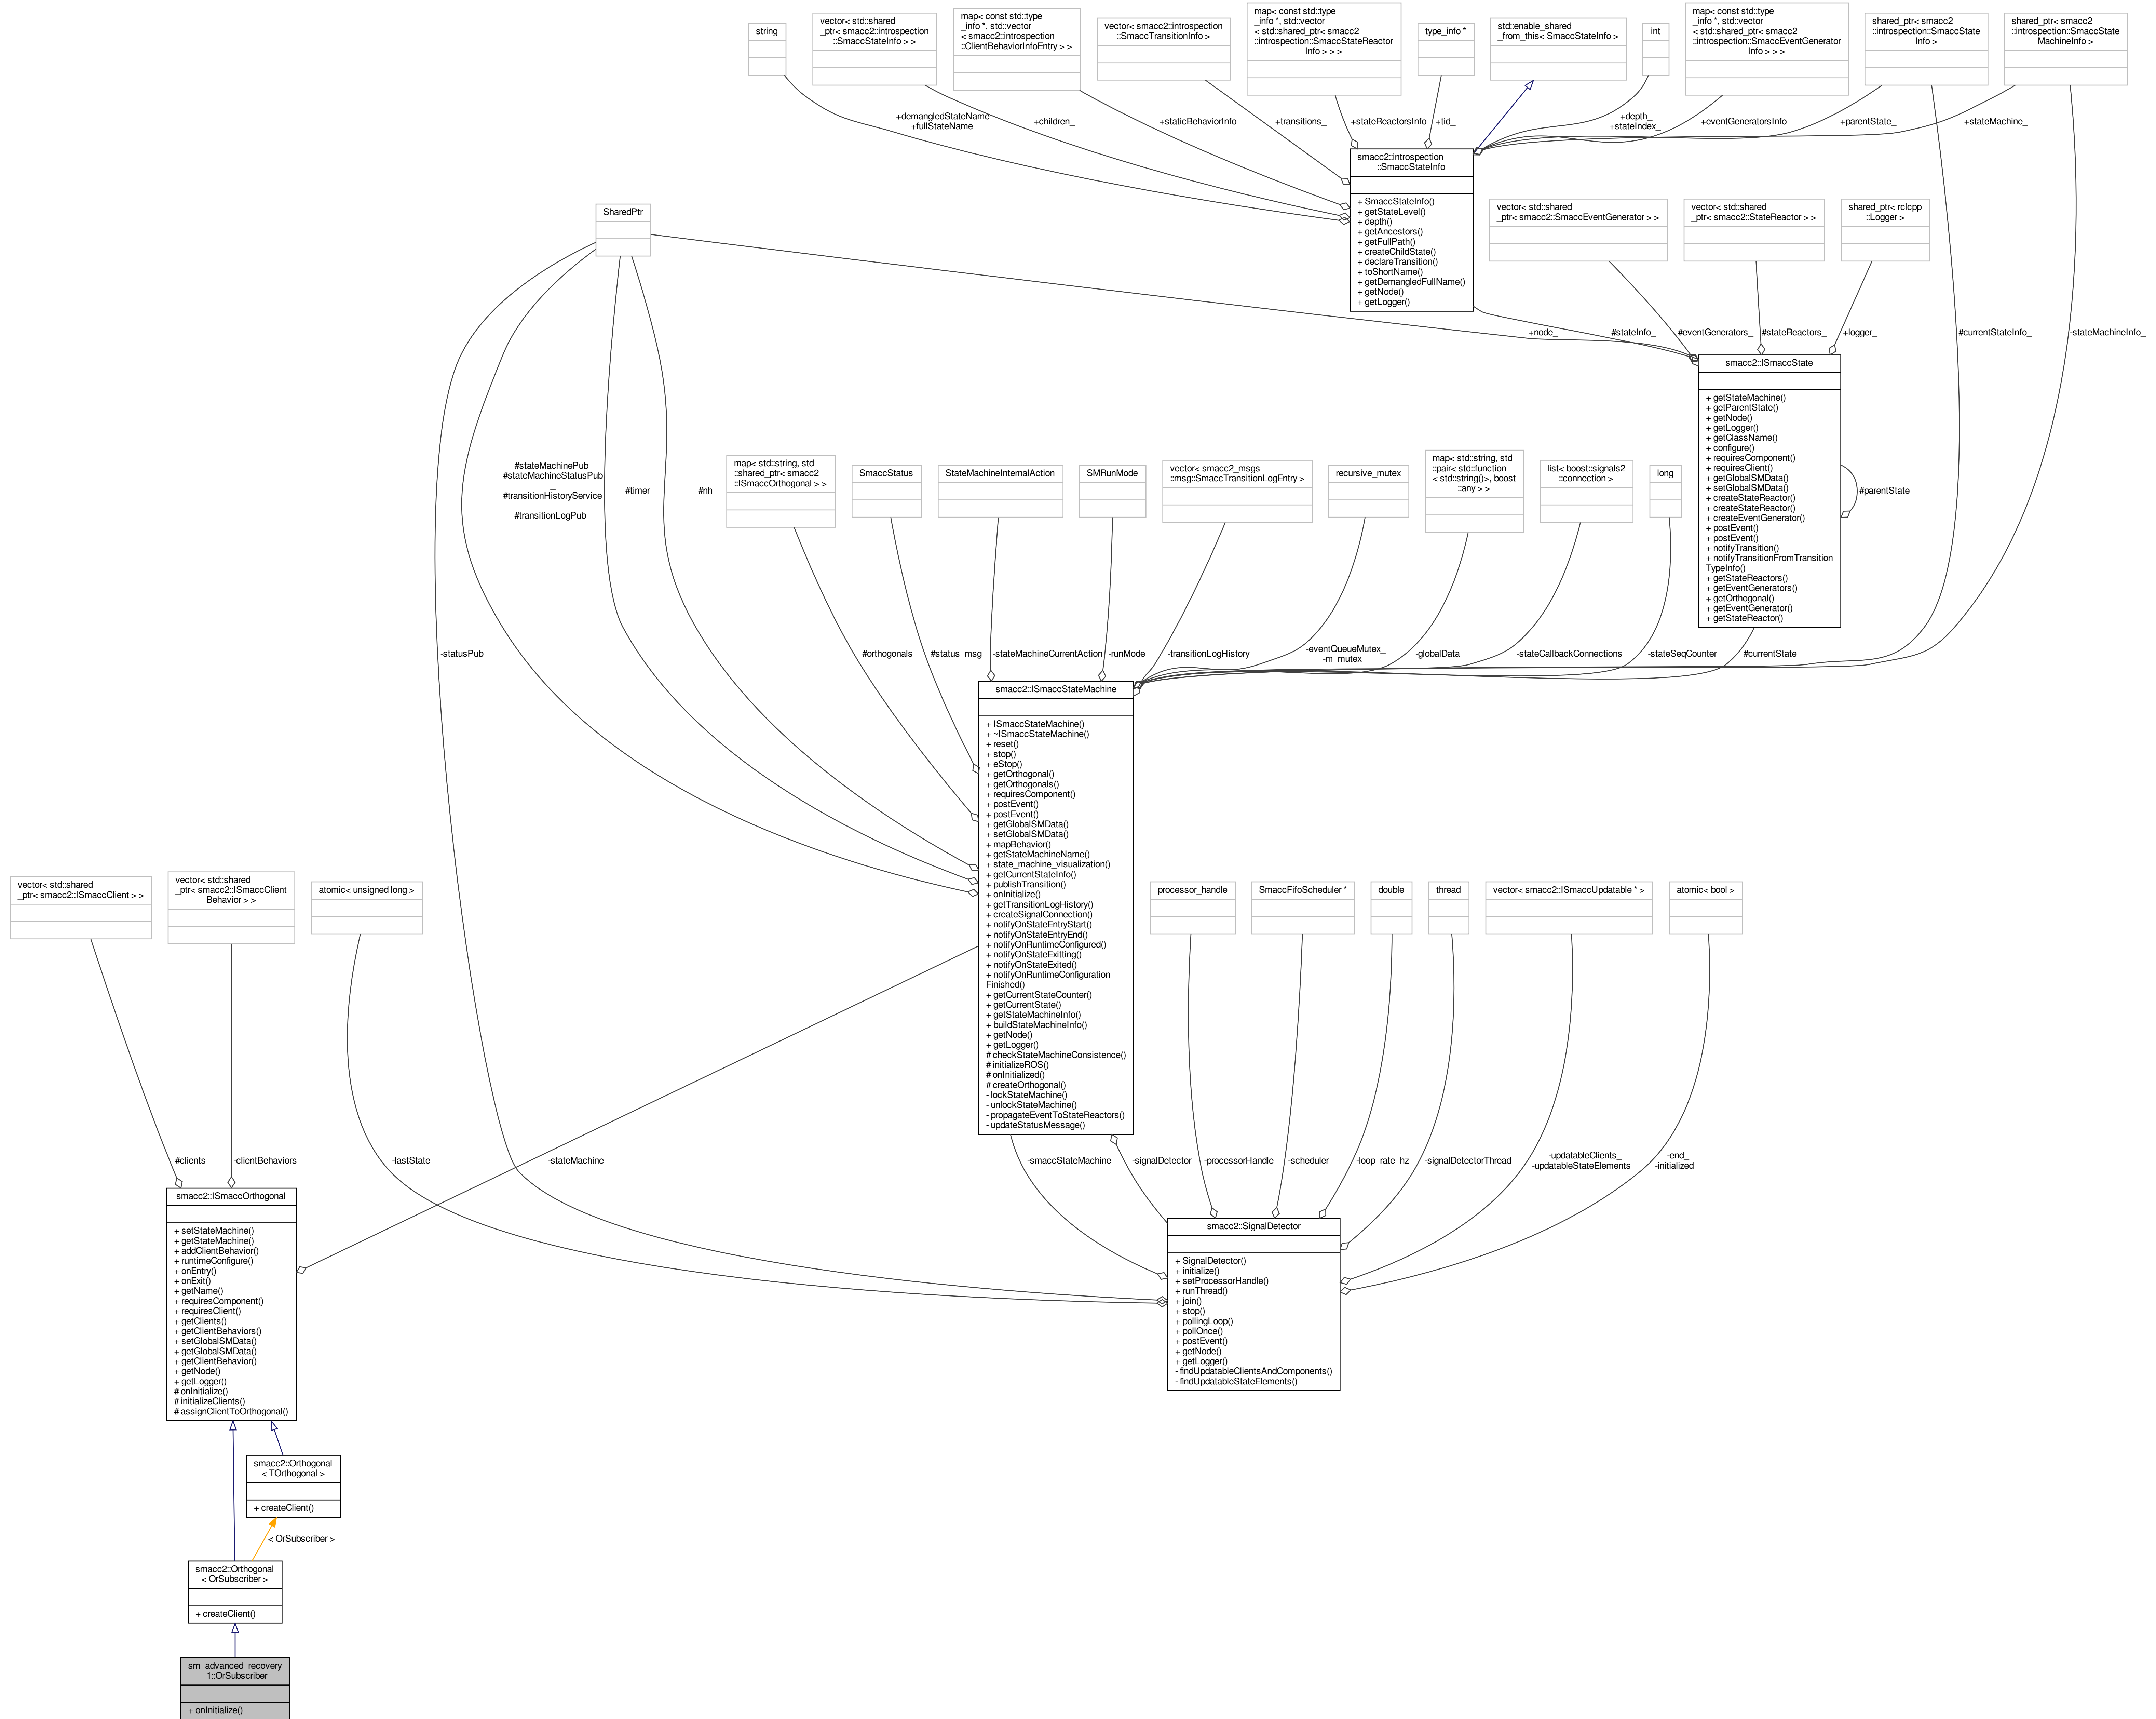 string
vector< std::shared
_ptr< smacc2::introspection
::SmaccStateInfo > >
map< const std::type
_info *, std::vector
< smacc2::introspection
::ClientBehaviorInfoEntry > >
vector< smacc2::introspection
::SmaccTransitionInfo >
map< const std::type
_info *, std::vector
< std::shared_ptr< smacc2
::introspection::SmaccStateReactor
Info > > >
type_info *
std::enable_shared
_from_this< SmaccStateInfo >
int
map< const std::type
_info *, std::vector
< std::shared_ptr< smacc2
::introspection::SmaccEventGenerator
Info > > >
shared_ptr< smacc2
::introspection::SmaccState
Info >
shared_ptr< smacc2
::introspection::SmaccState
MachineInfo >
+demangledStateName
+fullStateName
+children_
+staticBehaviorInfo
+transitions_
+stateReactorsInfo
+tid_
+depth_
+stateIndex_
+eventGeneratorsInfo
+parentState_
+stateMachine_
smacc2::introspection
::SmaccStateInfo
+ SmaccStateInfo()
+ getStateLevel()
+ depth()
+ getAncestors()
+ getFullPath()
+ createChildState()
+ declareTransition()
+ toShortName()
+ getDemangledFullName()
+ getNode()
+ getLogger()
SharedPtr
vector< std::shared
_ptr< smacc2::SmaccEventGenerator > >
vector< std::shared
_ptr< smacc2::StateReactor > >
shared_ptr< rclcpp
::Logger >
+node_
#stateInfo_
#eventGenerators_
#stateReactors_
+logger_
#currentStateInfo_
-stateMachineInfo_
smacc2::ISmaccState
+ getStateMachine()
+ getParentState()
+ getNode()
+ getLogger()
+ getClassName()
+ configure()
+ requiresComponent()
+ requiresClient()
+ getGlobalSMData()
+ setGlobalSMData()
+ createStateReactor()
+ createStateReactor()
+ createEventGenerator()
+ postEvent()
+ postEvent()
+ notifyTransition()
+ notifyTransitionFromTransition
TypeInfo()
+ getStateReactors()
+ getEventGenerators()
+ getOrthogonal()
+ getEventGenerator()
+ getStateReactor()
#parentState_
#stateMachinePub_
#stateMachineStatusPub
_
#transitionHistoryService
_
#transitionLogPub_
#timer_
#nh_
map< std::string, std
::shared_ptr< smacc2
::ISmaccOrthogonal > >
SmaccStatus
StateMachineInternalAction
SMRunMode
vector< smacc2_msgs
::msg::SmaccTransitionLogEntry >
recursive_mutex
map< std::string, std
::pair< std::function
< std::string()>, boost
::any > >
list< boost::signals2
::connection >
long
-statusPub_
#orthogonals_
#status_msg_
-stateMachineCurrentAction
-runMode_
-transitionLogHistory_
-eventQueueMutex_
-m_mutex_
-globalData_
-stateCallbackConnections
-stateSeqCounter_
#currentState_
smacc2::ISmaccStateMachine
+ ISmaccStateMachine()
+ ~ISmaccStateMachine()
+ reset()
+ stop()
+ eStop()
+ getOrthogonal()
+ getOrthogonals()
+ requiresComponent()
+ postEvent()
+ postEvent()
+ getGlobalSMData()
+ setGlobalSMData()
+ mapBehavior()
+ getStateMachineName()
+ state_machine_visualization()
+ getCurrentStateInfo()
+ publishTransition()
+ onInitialize()
+ getTransitionLogHistory()
+ createSignalConnection()
+ notifyOnStateEntryStart()
+ notifyOnStateEntryEnd()
+ notifyOnRuntimeConfigured()
+ notifyOnStateExitting()
+ notifyOnStateExited()
+ notifyOnRuntimeConfiguration
Finished()
+ getCurrentStateCounter()
+ getCurrentState()
+ getStateMachineInfo()
+ buildStateMachineInfo()
+ getNode()
+ getLogger()
# checkStateMachineConsistence()
# initializeROS()
# onInitialized()
# createOrthogonal()
- lockStateMachine()
- unlockStateMachine()
- propagateEventToStateReactors()
- updateStatusMessage()
vector< std::shared
_ptr< smacc2::ISmaccClient > >
vector< std::shared
_ptr< smacc2::ISmaccClient
Behavior > >
atomic< unsigned long >
processor_handle
SmaccFifoScheduler *
double
thread
vector< smacc2::ISmaccUpdatable * >
atomic< bool >
#clients_
-clientBehaviors_
-lastState_
-stateMachine_
-smaccStateMachine_
-signalDetector_
-processorHandle_
-scheduler_
-loop_rate_hz
-signalDetectorThread_
-updatableClients_
-updatableStateElements_
-end_
-initialized_
smacc2::ISmaccOrthogonal
+ setStateMachine()
+ getStateMachine()
+ addClientBehavior()
+ runtimeConfigure()
+ onEntry()
+ onExit()
+ getName()
+ requiresComponent()
+ requiresClient()
+ getClients()
+ getClientBehaviors()
+ setGlobalSMData()
+ getGlobalSMData()
+ getClientBehavior()
+ getNode()
+ getLogger()
# onInitialize()
# initializeClients()
# assignClientToOrthogonal()
smacc2::SignalDetector
+ SignalDetector()
+ initialize()
+ setProcessorHandle()
+ runThread()
+ join()
+ stop()
+ pollingLoop()
+ pollOnce()
+ postEvent()
+ getNode()
+ getLogger()
- findUpdatableClientsAndComponents()
- findUpdatableStateElements()
smacc2::Orthogonal
< TOrthogonal >
+ createClient()
< OrSubscriber >
smacc2::Orthogonal
< OrSubscriber >
+ createClient()
sm_advanced_recovery
_1::OrSubscriber
+ onInitialize()